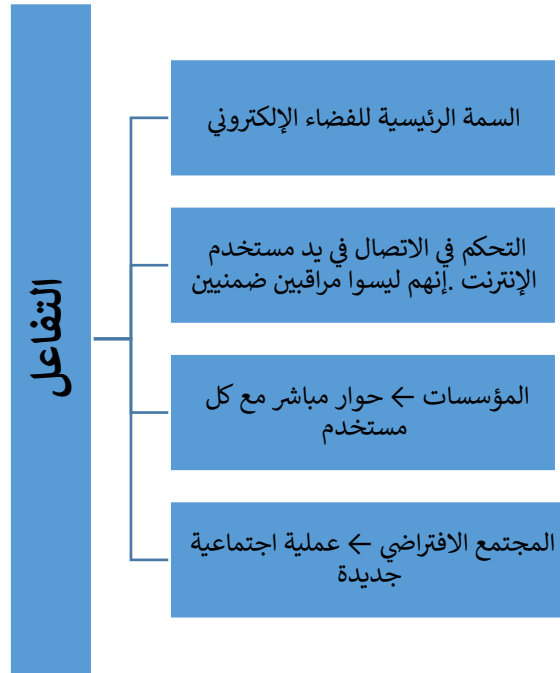 التفاعل
السمة الرئيسية للفضاء الإلكتروني
التحكم في الاتصال في يد مستخدم
الإنترنت .إنهم ليسوا مراقبين ضمنيين
المؤسسات ← حوار مباشر مع كل
مستخدم
المجتمع الافتراضي ← عملية اجتماعية
جديدة